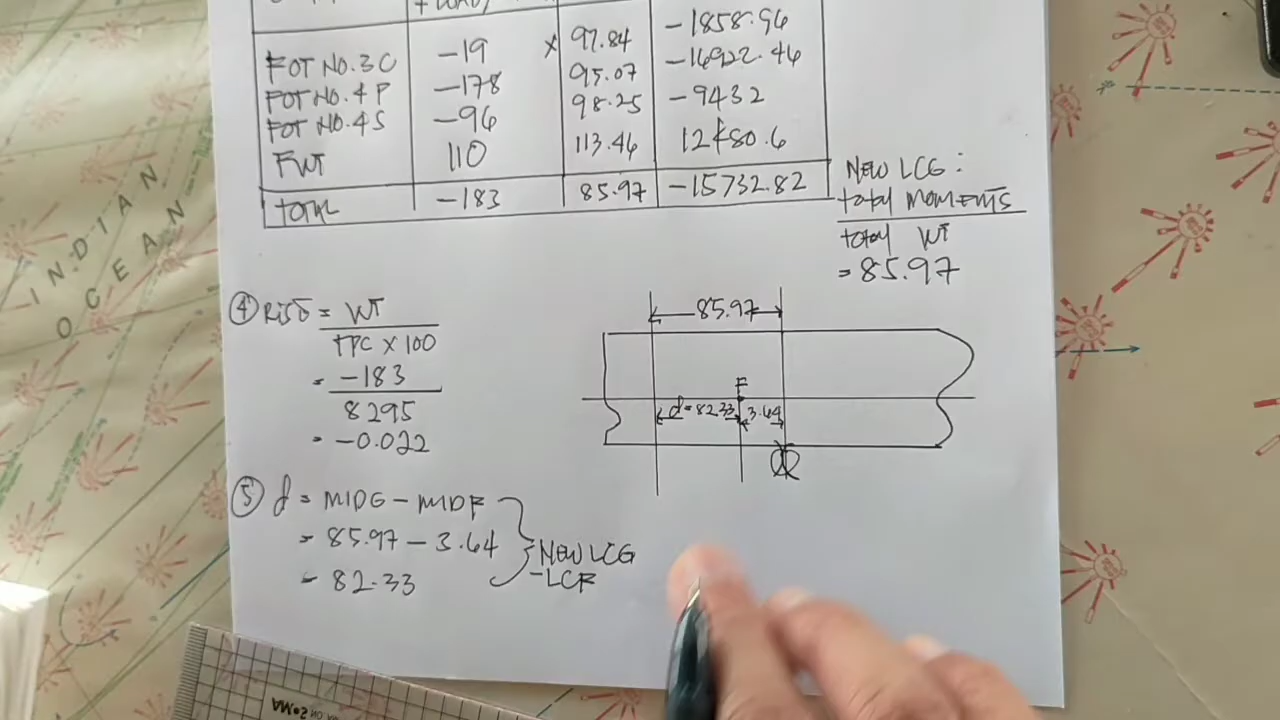 FOT NO.3C -19 x 97.84 -1858.96
FOT NO.4P -178 95.07 -16922.46
FOT NO.4S -96 98.25 -9432
FWT 110 113.46 12480.6
TOTAL -183 85.97 -15732.82
NEW LCG:
total MOMENTS
total WT
= 85.97
INDIAN
OCEAN
④ RISE = WT
TPC X 100
= -183
8295
= -0.022
85.97
F
d = 82.33 3.64
⑤ d = MIDG - MIDF
= 85.97 - 3.64
= 82.33
NEW LCG
- LCF